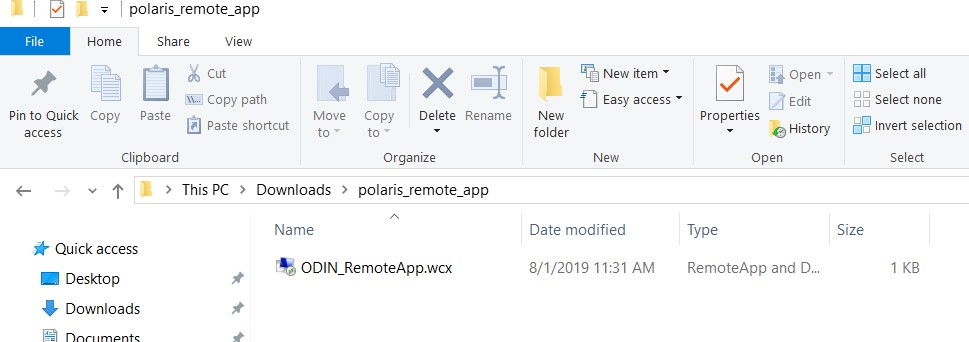 polaris_remote_app
File Home Share View
Pin to Quick access
Copy
Paste
Cut
Copy path
Paste shortcut
Clipboard
Move to
Copy to
Delete
Rename
Organize
New folder
New item
Easy access
New
Properties
Open
Edit
History
Open
Select all
Select none
Invert selection
Select
This PC > Downloads > polaris_remote_app
Name Date modified Type Size
ODIN_RemoteApp.wcx 8/1/2019 11:31 AM RemoteApp and D... 1 KB
Quick access
Desktop
Downloads
Documents